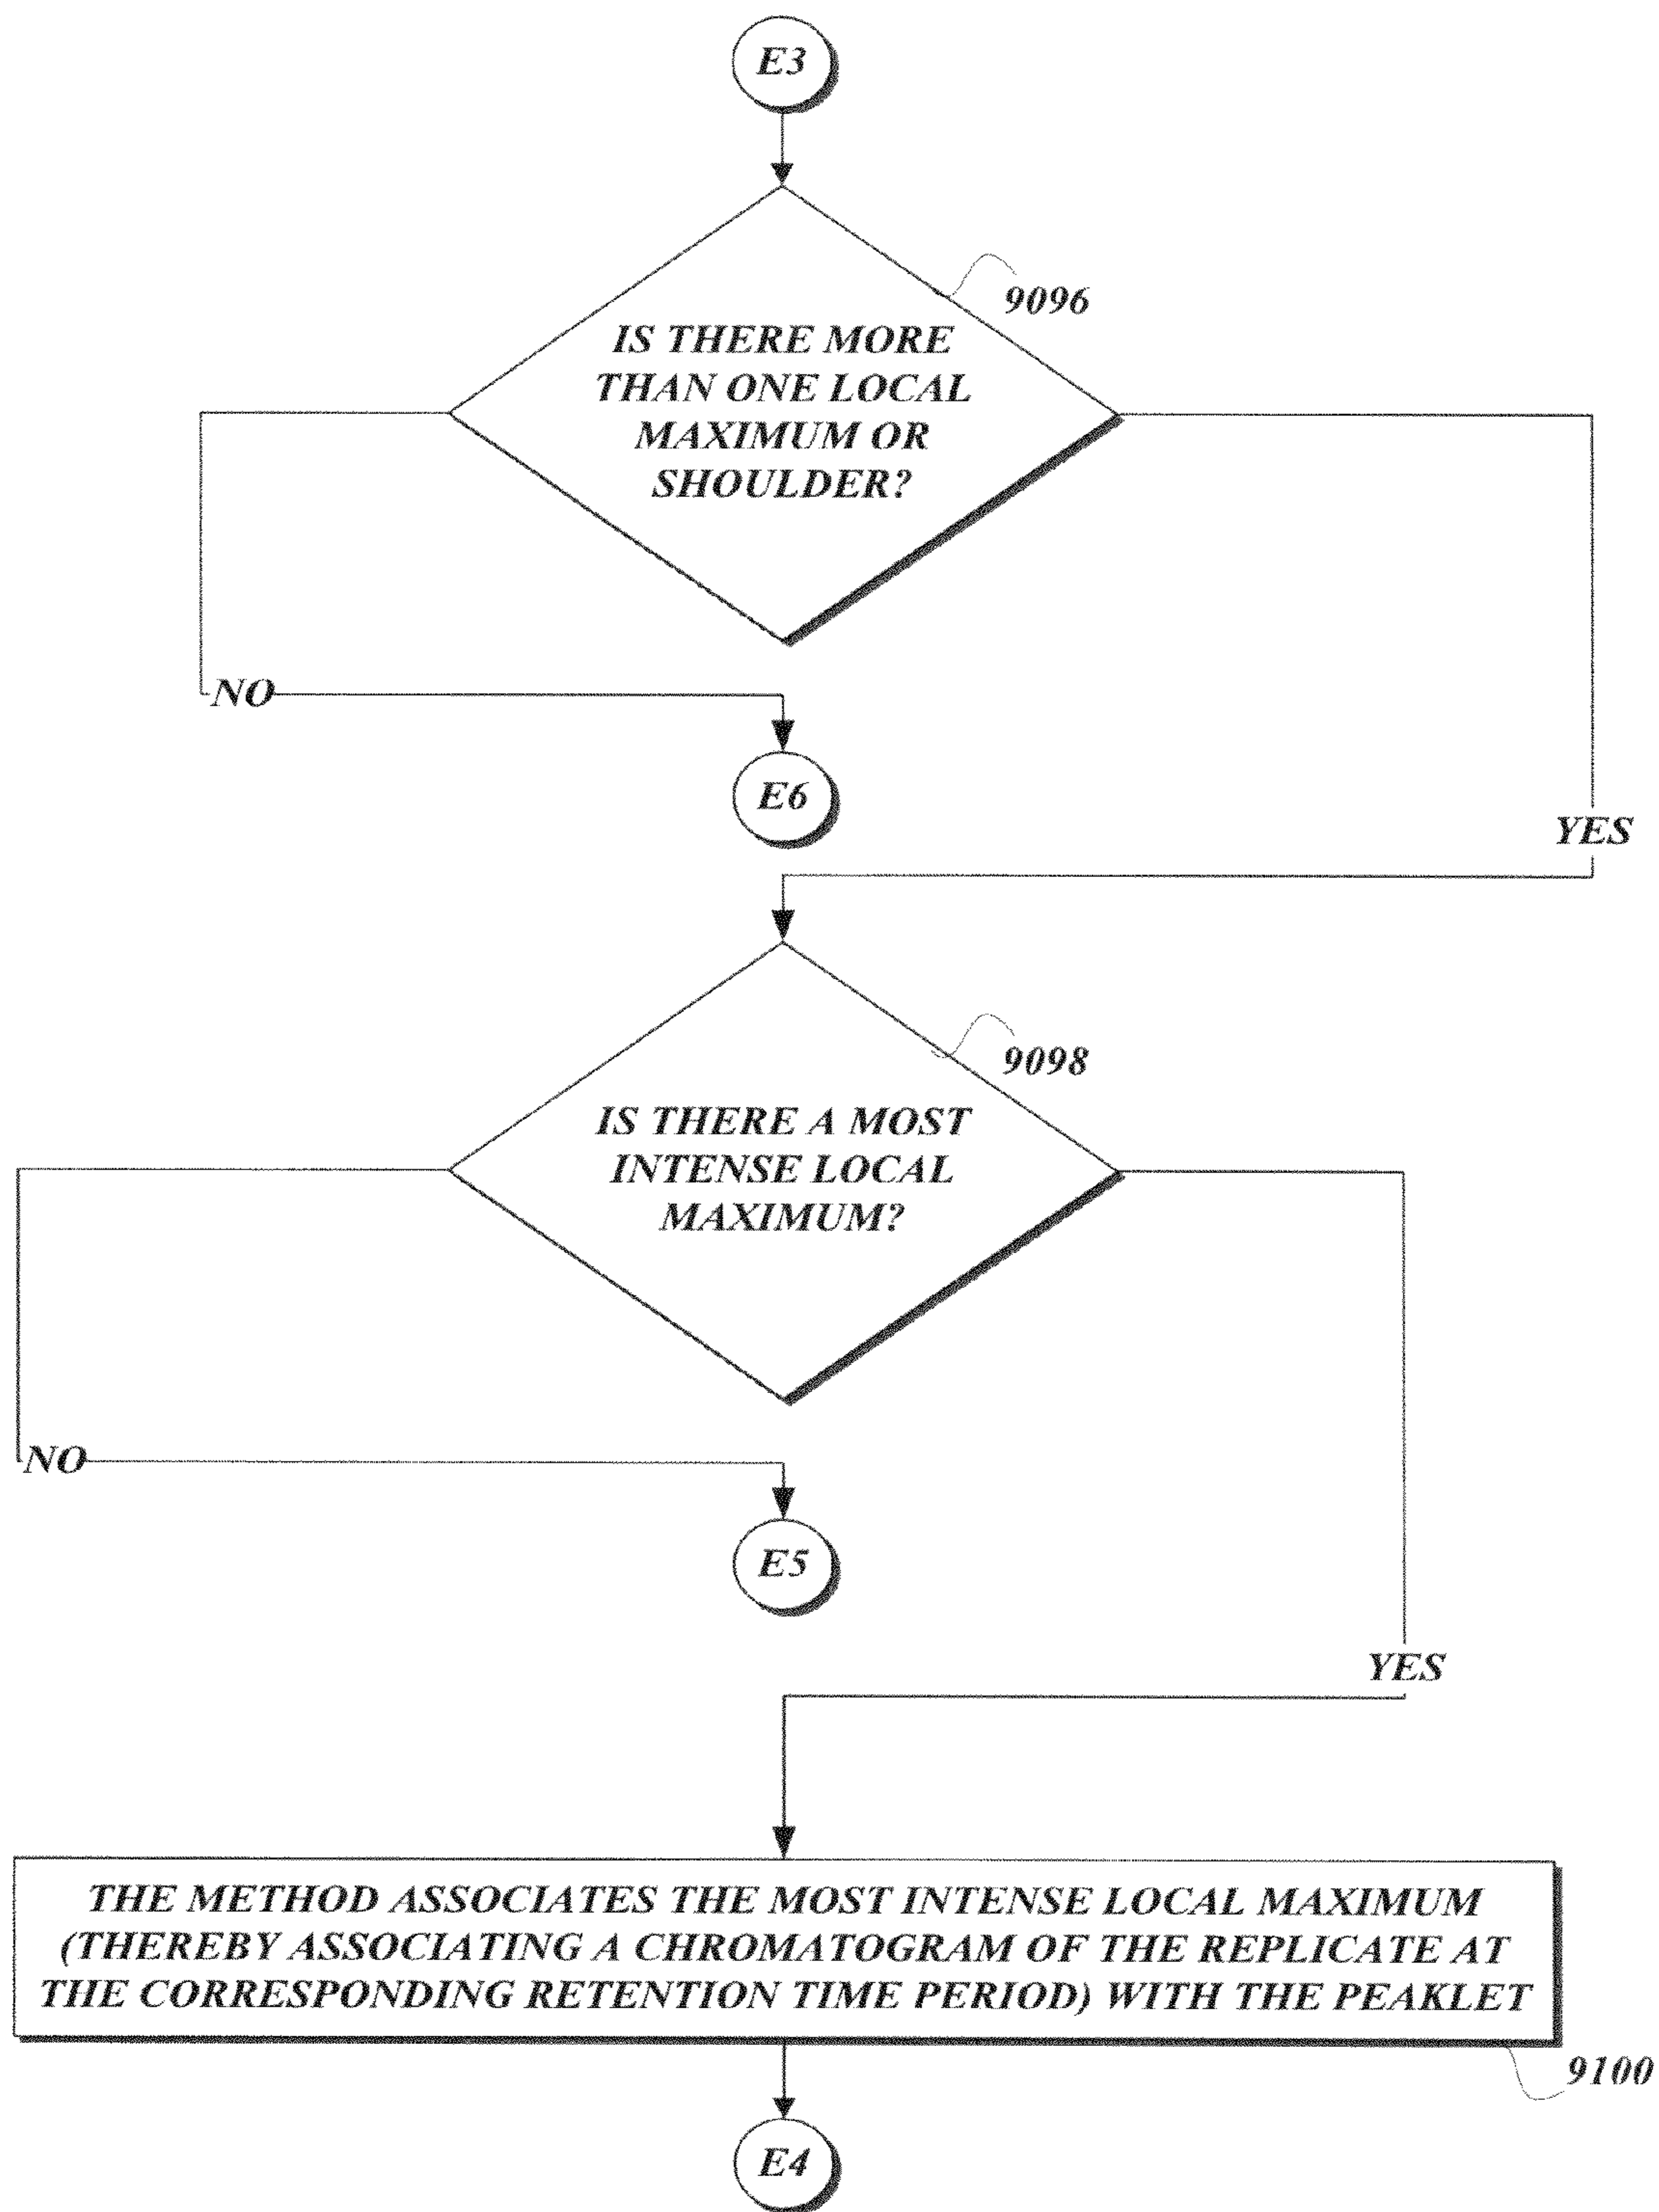 E3
9096
IS THERE MORE
THAN ONE LOCAL
MAXIMUM OR
SHOULDER?
NO
E6
YES
9098
IS THERE A MOST
INTENSE LOCAL
MAXIMUM?
NO
E5
YES
THE METHOD ASSOCIATES THE MOST INTENSE LOCAL MAXIMUM
(THEREBY ASSOCIATING A CHROMATOGRAM OF THE REPLICATE AT
THE CORRESPONDING RETENTION TIME PERIOD) WITH THE PEAKLET
9100
E4